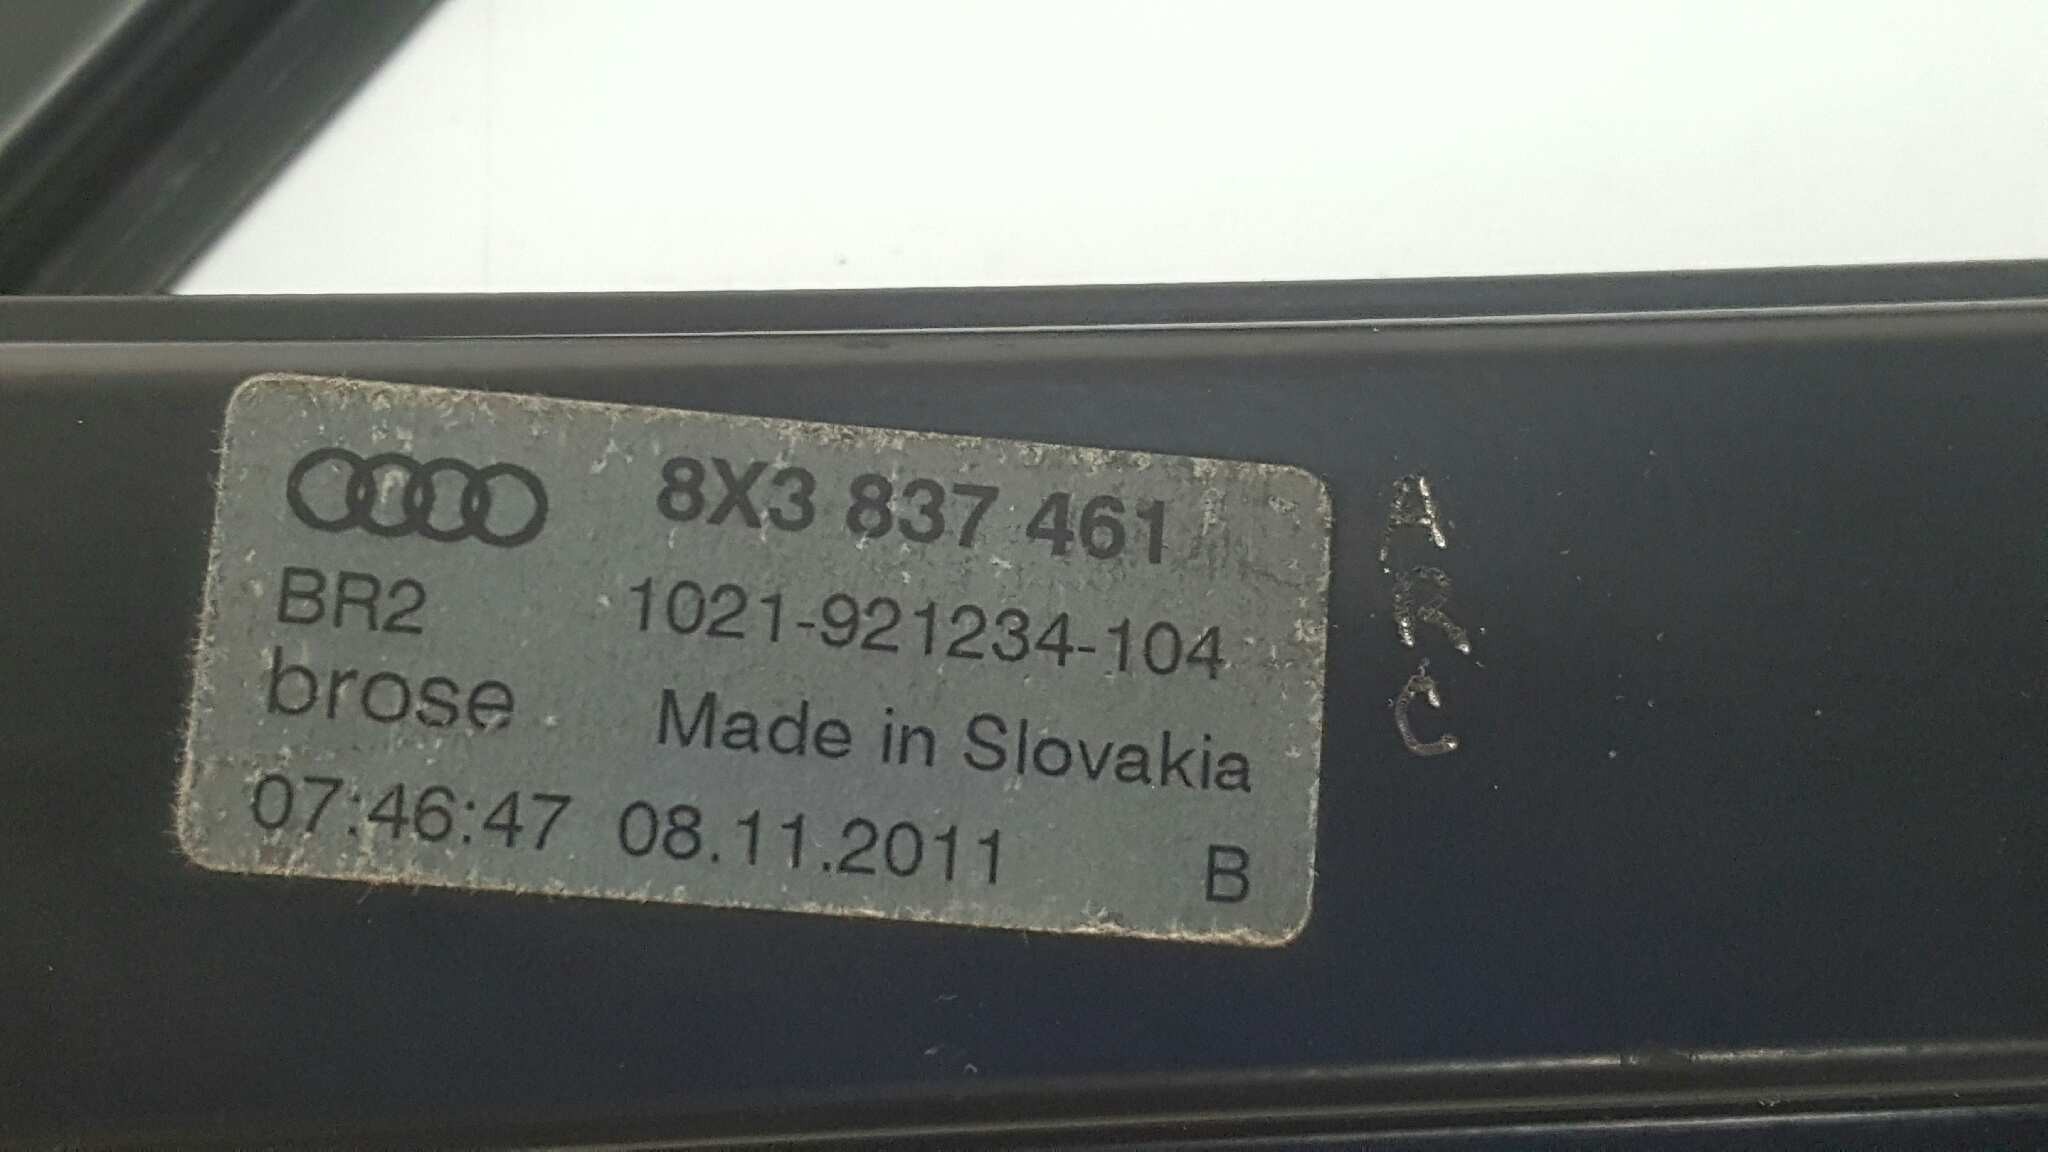 8X3 837 461
BR2 1021-921234-104
brose Made in Slovakia
07:46:47 08.11.2011 B
A
R
C